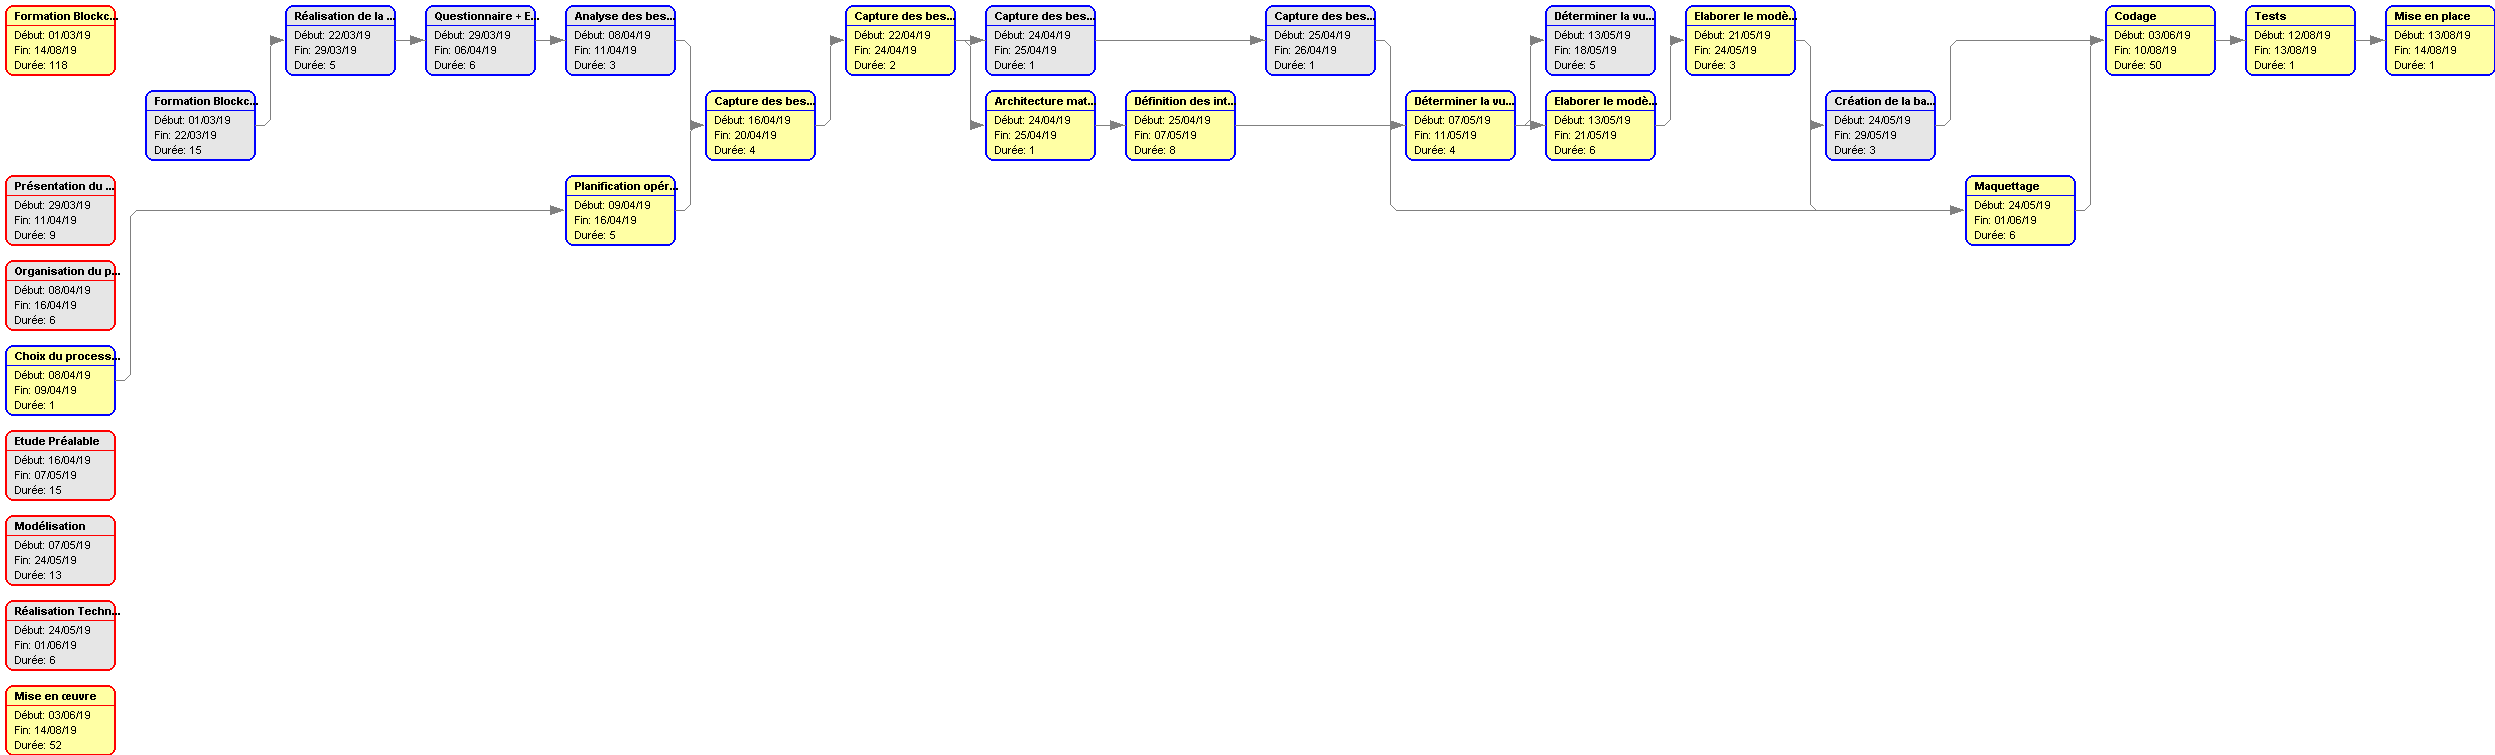 Formation Blockc...
Début: 01/03/19
Fin: 14/08/19
Durée: 118
Réalisation de la ...
Début: 22/03/19
Fin: 29/03/19
Durée: 5
Questionnaire + E...
Début: 29/03/19
Fin: 06/04/19
Durée: 6
Analyse des bes...
Début: 08/04/19
Fin: 11/04/19
Durée: 3
Capture des bes...
Début: 22/04/19
Fin: 24/04/19
Durée: 2
Capture des bes...
Début: 24/04/19
Fin: 25/04/19
Durée: 1
Capture des bes...
Début: 25/04/19
Fin: 26/04/19
Durée: 1
Déterminer la vu...
Début: 13/05/19
Fin: 18/05/19
Durée: 5
Elaborer le modè...
Début: 21/05/19
Fin: 24/05/19
Durée: 3
Codage
Début: 03/06/19
Fin: 10/08/19
Durée: 50
Tests
Début: 12/08/19
Fin: 13/08/19
Durée: 1
Mise en place
Début: 13/08/19
Fin: 14/08/19
Durée: 1
Formation Blockc...
Début: 01/03/19
Fin: 22/03/19
Durée: 15
Capture des bes...
Début: 16/04/19
Fin: 20/04/19
Durée: 4
Architecture mat...
Début: 24/04/19
Fin: 25/04/19
Durée: 1
Définition des int...
Début: 25/04/19
Fin: 07/05/19
Durée: 8
Déterminer la vu...
Début: 07/05/19
Fin: 11/05/19
Durée: 4
Elaborer le modè...
Début: 13/05/19
Fin: 21/05/19
Durée: 6
Création de la ba...
Début: 24/05/19
Fin: 29/05/19
Durée: 3
Présentation du ...
Début: 29/03/19
Fin: 11/04/19
Durée: 9
Planification opér...
Début: 09/04/19
Fin: 16/04/19
Durée: 5
Maquettage
Début: 24/05/19
Fin: 01/06/19
Durée: 6
Organisation du p...
Début: 08/04/19
Fin: 16/04/19
Durée: 6
Choix du process...
Début: 08/04/19
Fin: 09/04/19
Durée: 1
Etude Préalable
Début: 16/04/19
Fin: 07/05/19
Durée: 15
Modélisation
Début: 07/05/19
Fin: 24/05/19
Durée: 13
Réalisation Techn...
Début: 24/05/19
Fin: 01/06/19
Durée: 6
Mise en œuvre
Début: 03/06/19
Fin: 14/08/19
Durée: 52